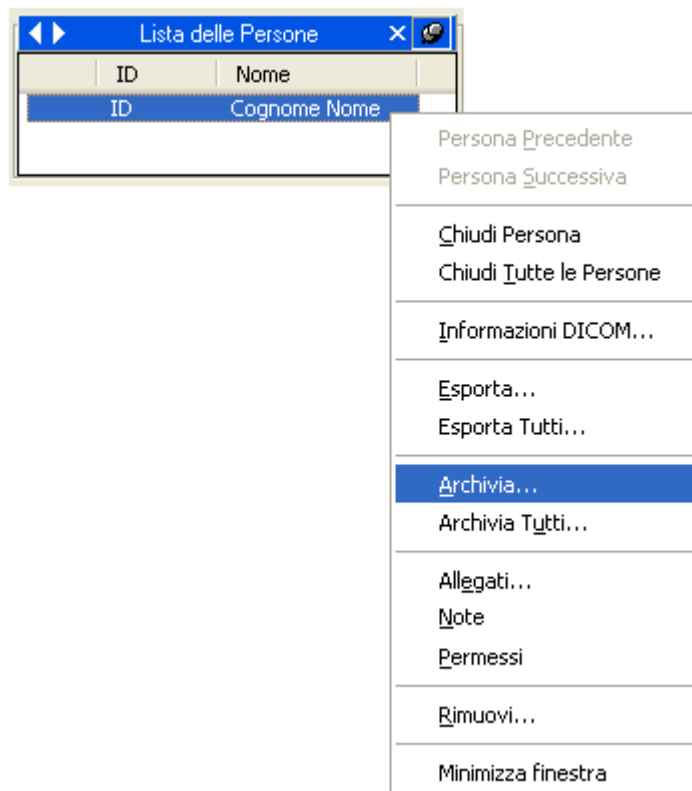 Lista delle Persone
ID Nome
ID Cognome Nome
Persona Precedente
Persona Successiva
Chiudi Persona
Chiudi Tutte le Persone
Informazioni DICOM...
Esporta...
Esporta Tutti...
Archivia...
Archivia Tutti...
Allegati...
Note
Permessi
Rimuovi...
Minimizza finestra